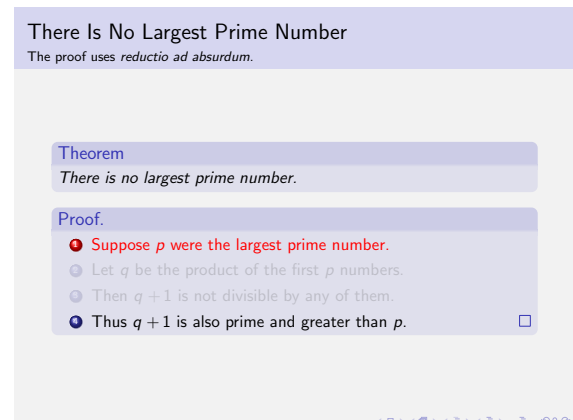 There Is No Largest Prime Number
The proof uses reductio ad absurdum.
Theorem
There is no largest prime number.
Proof.
1 Suppose p were the largest prime number.
2 Let q be the product of the first p numbers.
3 Then q + 1 is not divisible by any of them.
4 Thus q + 1 is also prime and greater than p. □